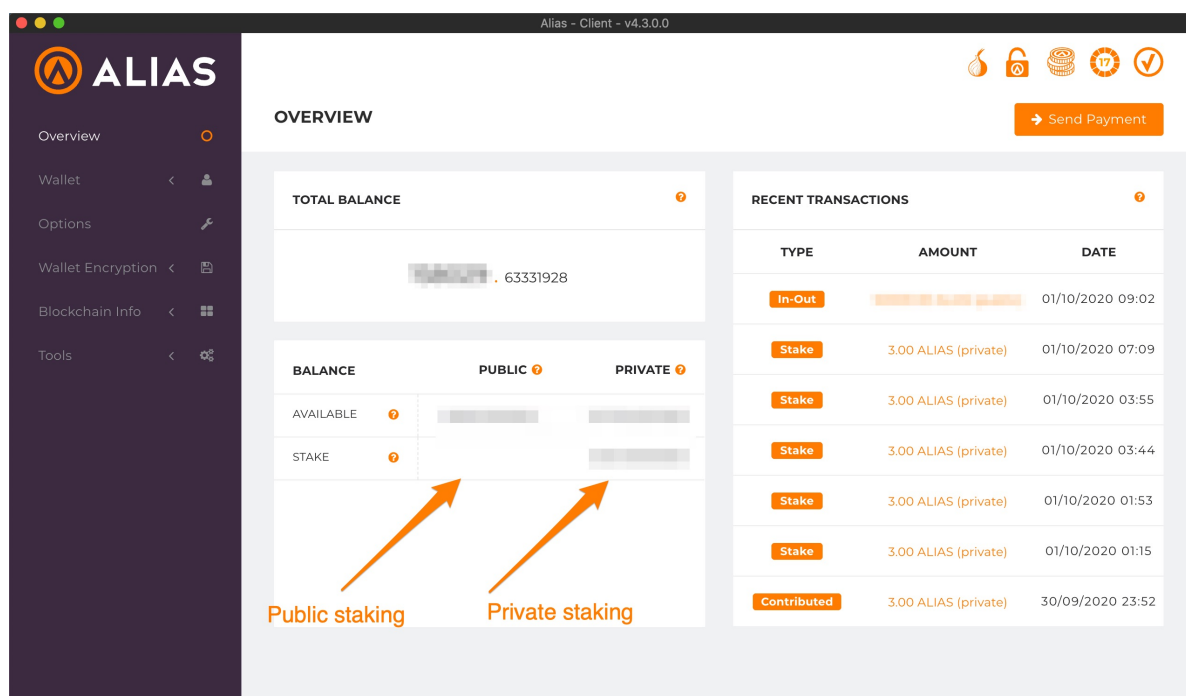 Alias - Client - v4.3.0.0
ALIAS
17
OVERVIEW
Send Payment
Overview
Wallet
Options
Wallet Encryption
Blockchain Info
Tools
TOTAL BALANCE ?
. 63331928
BALANCE PUBLIC ? PRIVATE ?
AVAILABLE ?
STAKE ?
Public staking
Private staking
RECENT TRANSACTIONS ?
TYPE AMOUNT DATE
In-Out 01/10/2020 09:02
Stake 3.00 ALIAS (private) 01/10/2020 07:09
Stake 3.00 ALIAS (private) 01/10/2020 03:55
Stake 3.00 ALIAS (private) 01/10/2020 03:44
Stake 3.00 ALIAS (private) 01/10/2020 01:53
Stake 3.00 ALIAS (private) 01/10/2020 01:15
Contributed 3.00 ALIAS (private) 30/09/2020 23:52